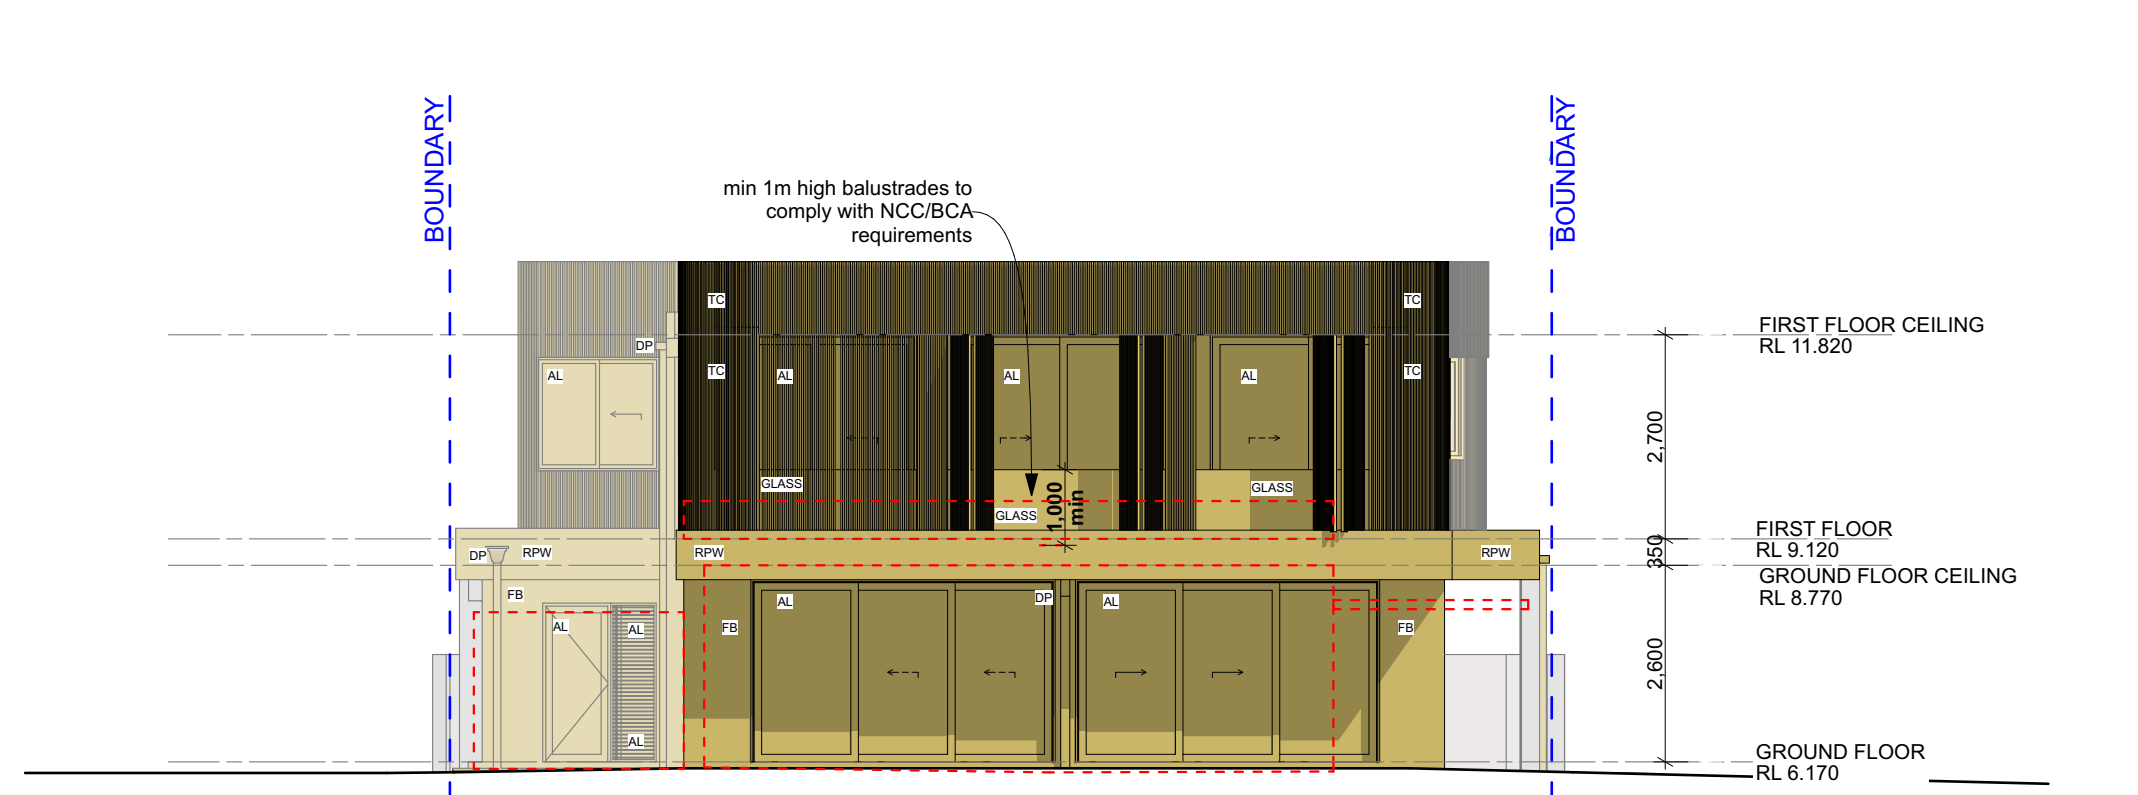 BOUNDARY
BOUNDARY
min 1m high balustrades to
comply with NCC/BCA
requirements
TC
TC
FIRST FLOOR CEILING
RL 11.820
DP
AL
TC
AL
AL
AL
TC
2,700
GLASS
GLASS
GLASS
1,000
min
FIRST FLOOR
RL 9.120
DP
RPW
RPW
RPW
350
GROUND FLOOR CEILING
RL 8.770
FB
AL
DP
AL
AL
AL
FB
FB
2,600
AL
GROUND FLOOR
RL 6.170